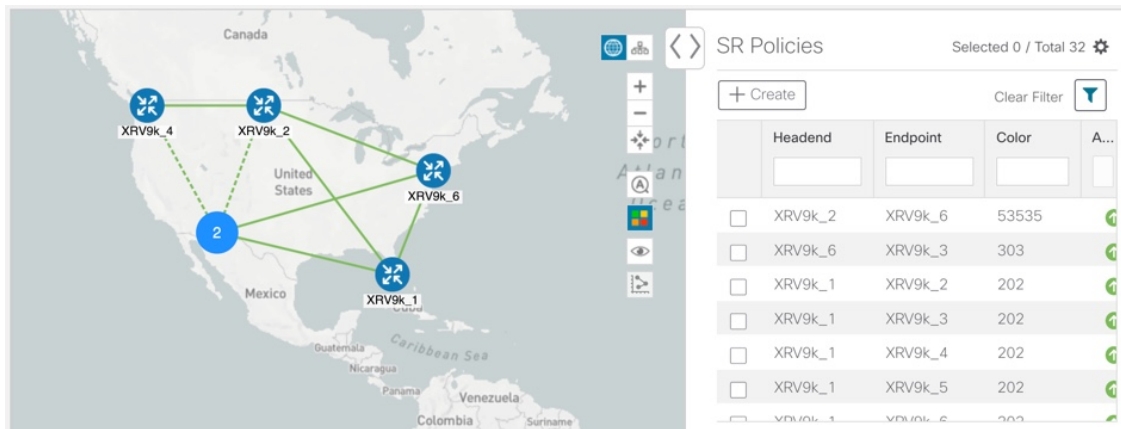 Canada
XRV9k_4
XRV9k_2
United
States
XRV9k_6
2
Mexico
XRV9k_1
Cuba
Guatemala
Nicaragua
Caribbean Sea
Panama
Venezuela
Colombia
Suriname
SR Policies
Selected 0 / Total 32
+ Create
Clear Filter
Headend Endpoint Color A...
XRV9k_2 XRV9k_6 53535
XRV9k_6 XRV9k_3 303
XRV9k_1 XRV9k_2 202
XRV9k_1 XRV9k_3 202
XRV9k_1 XRV9k_4 202
XRV9k_1 XRV9k_5 202